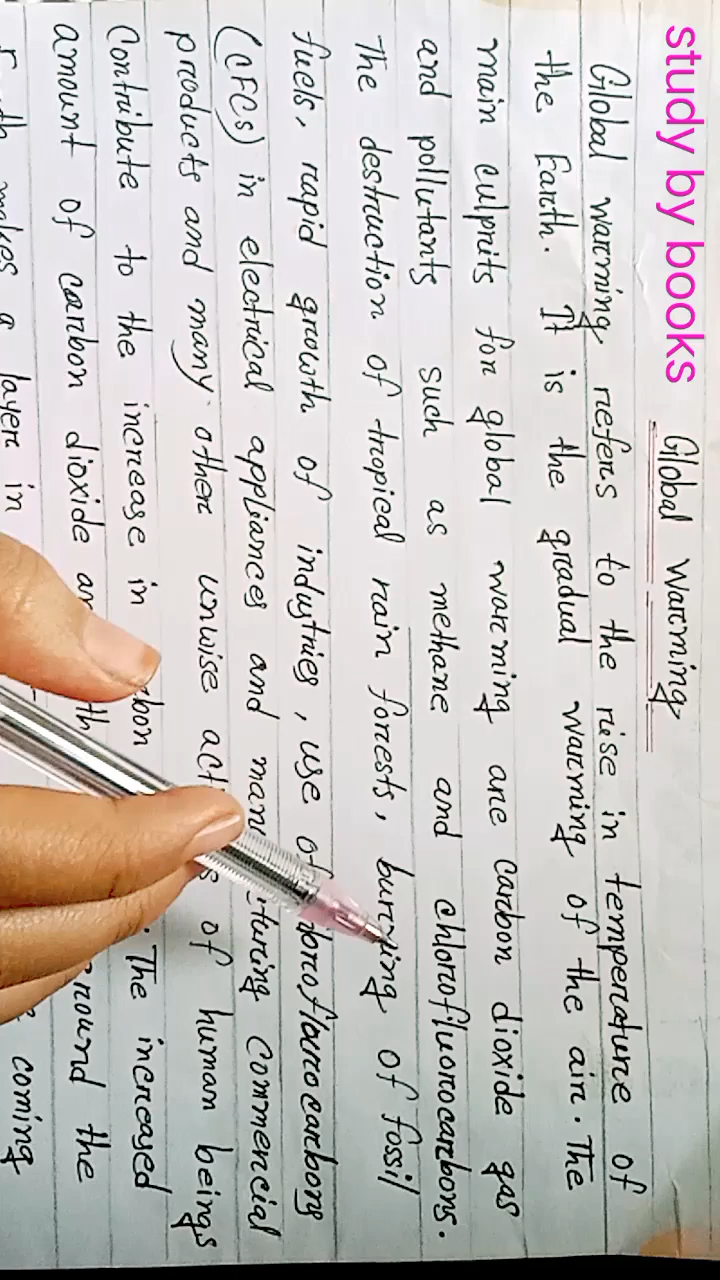 study by books
Global Warming
Global warming refers to the rise in temperature of
the Earth. It is the gradual warming of the air. The
main culprits for global warming are carbon dioxide gas
and pollutants such as methane and chlorofluorocarbons.
The destruction of tropical rain forests, burning of fossil
fuels, rapid growth of industries, use of
(CFCs) in electrical appliances and commercial
products and many other unwise of human beings
Contribute to the increase in The increased
amount of carbon dioxide the
makes a layer in coming